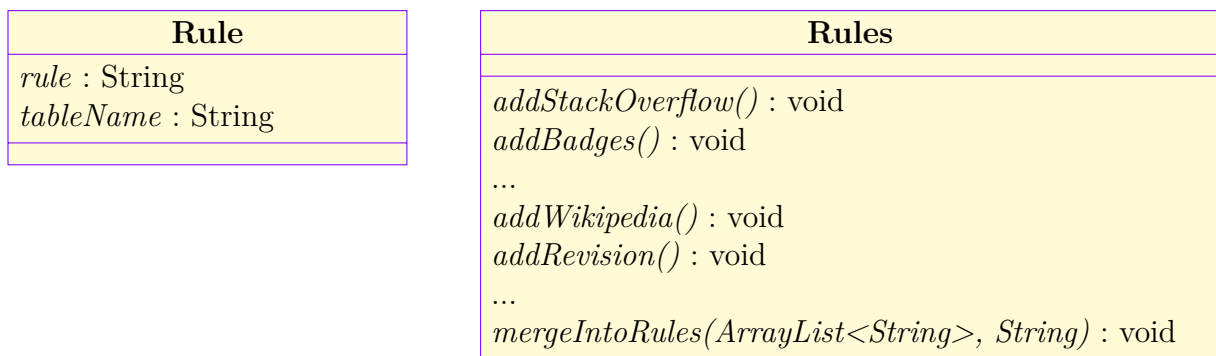 Rule
rule : String
tableName : String
Rules
addStackOverflow() : void
addBadges() : void
...
addWikipedia() : void
addRevision() : void
...
mergeIntoRules(ArrayList<String>, String) : void